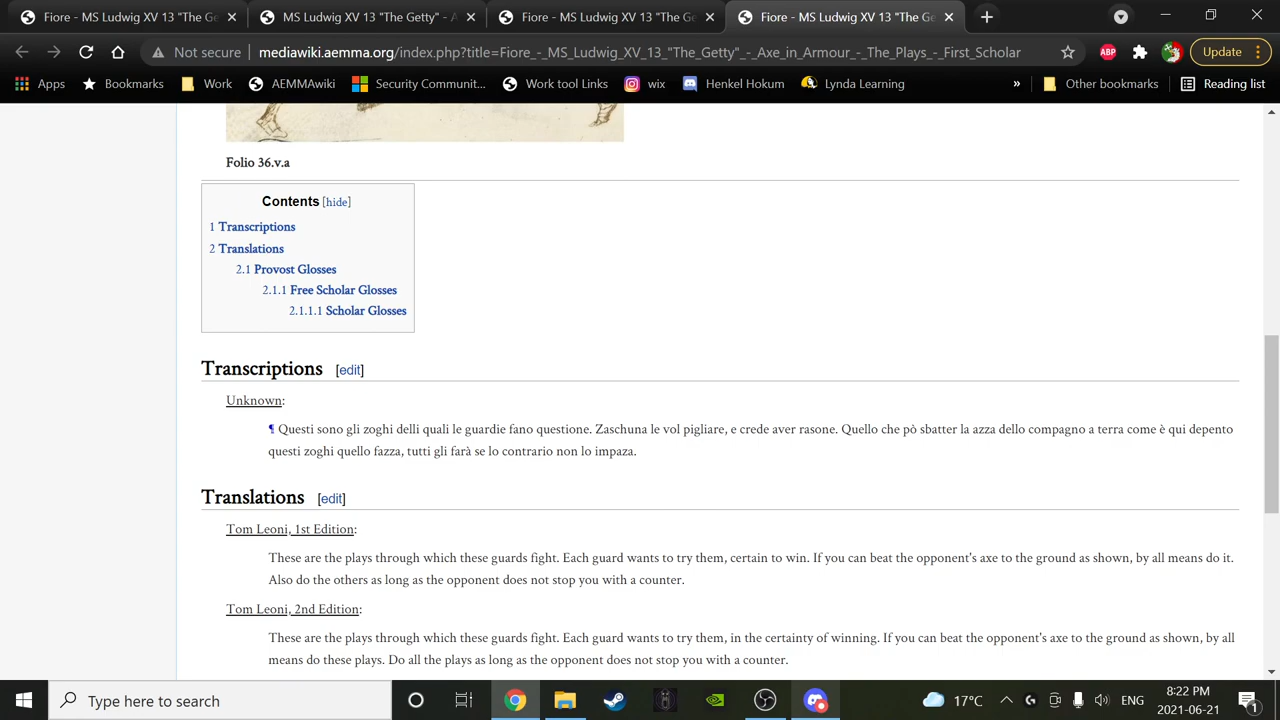 Fiore - MS Ludwig XV 13 "The Ge
MS Ludwig XV 13 "The Getty" - A
Fiore - MS Ludwig XV 13 "The Ge
Fiore - MS Ludwig XV 13 "The Ge
Not secure
mediawiki.aemma.org/index.php?title=Fiore_-_MS_Ludwig_XV_13_"The_Getty"_-_Axe_in_Armour_-_The_Plays_-_First_Scholar
ABP
Update
Apps
Bookmarks
Work
AEMMAwiki
Security Communit...
Work tool Links
wix
Henkel Hokum
Lynda Learning
»
Other bookmarks
Reading list
Folio 36.v.a
Contents [hide]
1 Transcriptions
2 Translations
2.1 Provost Glosses
2.1.1 Free Scholar Glosses
2.1.1.1 Scholar Glosses
Transcriptions [edit]
Unknown:
¶ Questi sono gli zoghi delli quali le guardie fano questione. Zaschuna le vol pigliare, e crede aver rasone. Quello che pò sbatter la azza dello compagno a terra come è qui depento
questi zoghi quello fazza, tutti gli farà se lo contrario non lo impaza.
Translations [edit]
Tom Leoni, 1st Edition:
These are the plays through which these guards fight. Each guard wants to try them, certain to win. If you can beat the opponent's axe to the ground as shown, by all means do it.
Also do the others as long as the opponent does not stop you with a counter.
Tom Leoni, 2nd Edition:
These are the plays through which these guards fight. Each guard wants to try them, in the certainty of winning. If you can beat the opponent's axe to the ground as shown, by all
means do these plays. Do all the plays as long as the opponent does not stop you with a counter.
Type here to search
17°C
ENG
8:22 PM
2021-06-21
1